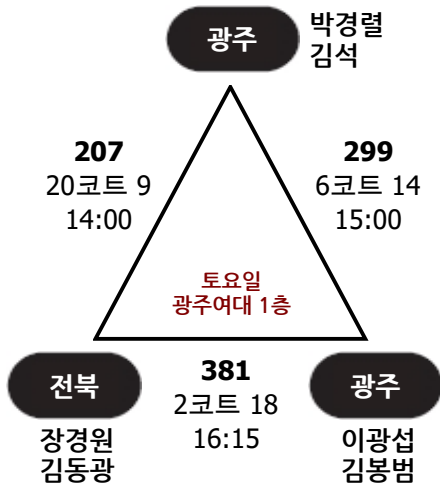 광주
박경렬
김석
207
20코트 9
14:00
299
6코트 14
15:00
토요일
광주여대 1층
전북
장경원
김동광
381
2코트 18
16:15
광주
이광섭
김봉범